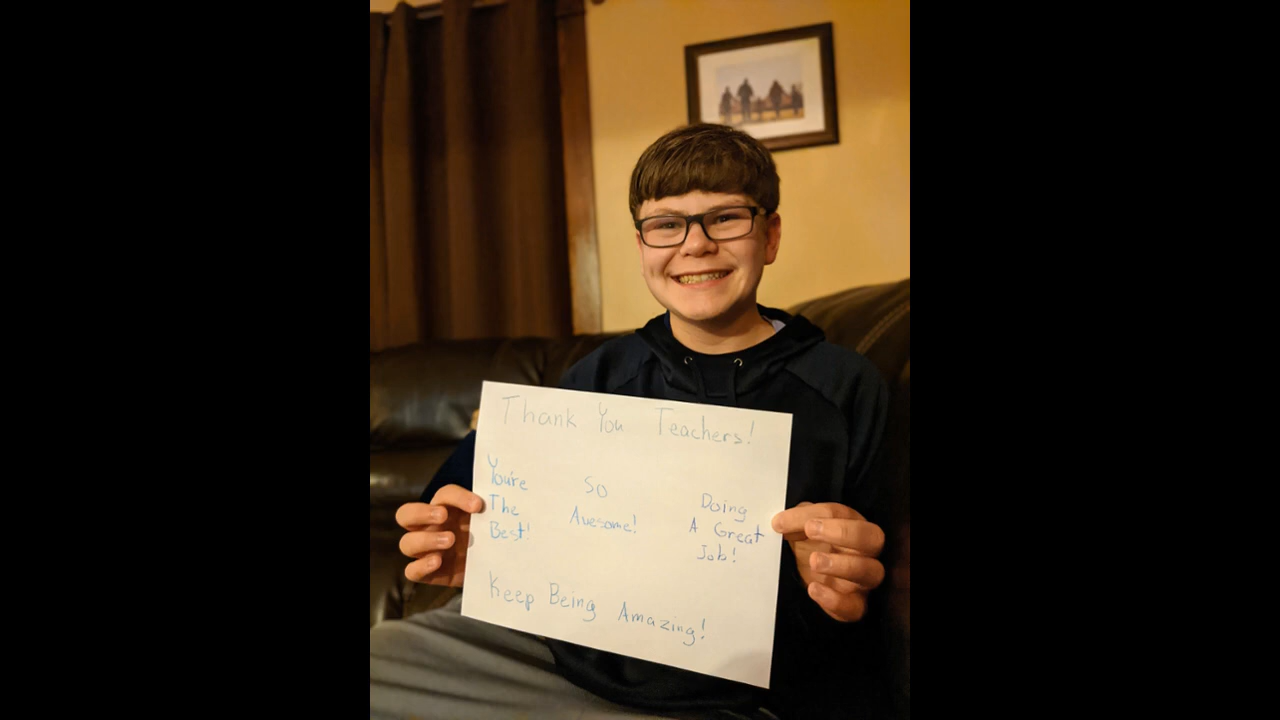 Thank You Teachers!
You're
The
Best!
So
Awesome!
Doing
A Great
Job!
Keep Being Amazing!